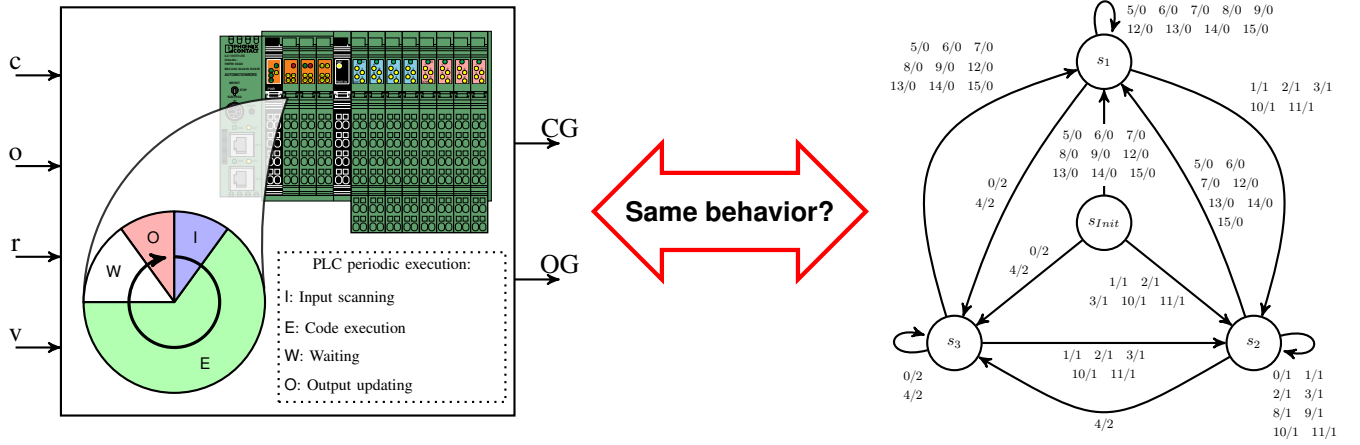 c
o
r
v
PHOENIX
CONTACT
AUTOMATIONWORX
O
I
W
E
PLC periodic execution:
I: Input scanning
E: Code execution
W: Waiting
O: Output updating
CG
OG
Same behavior?
5/0 6/0 7/0 8/0 9/0
12/0 13/0 14/0 15/0
5/0 6/0 7/0
8/0 9/0 12/0
13/0 14/0 15/0
s1
1/1 2/1 3/1
10/1 11/1
5/0 6/0 7/0
8/0 9/0 12/0
13/0 14/0 15/0
0/2
4/2
5/0 6/0
7/0 12/0
13/0 14/0
15/0
sInit
0/2
4/2
1/1 2/1
3/1 10/1 11/1
s3
s2
1/1 2/1 3/1
10/1 11/1
0/2
4/2
4/2
0/1 1/1
2/1 3/1
8/1 9/1
10/1 11/1